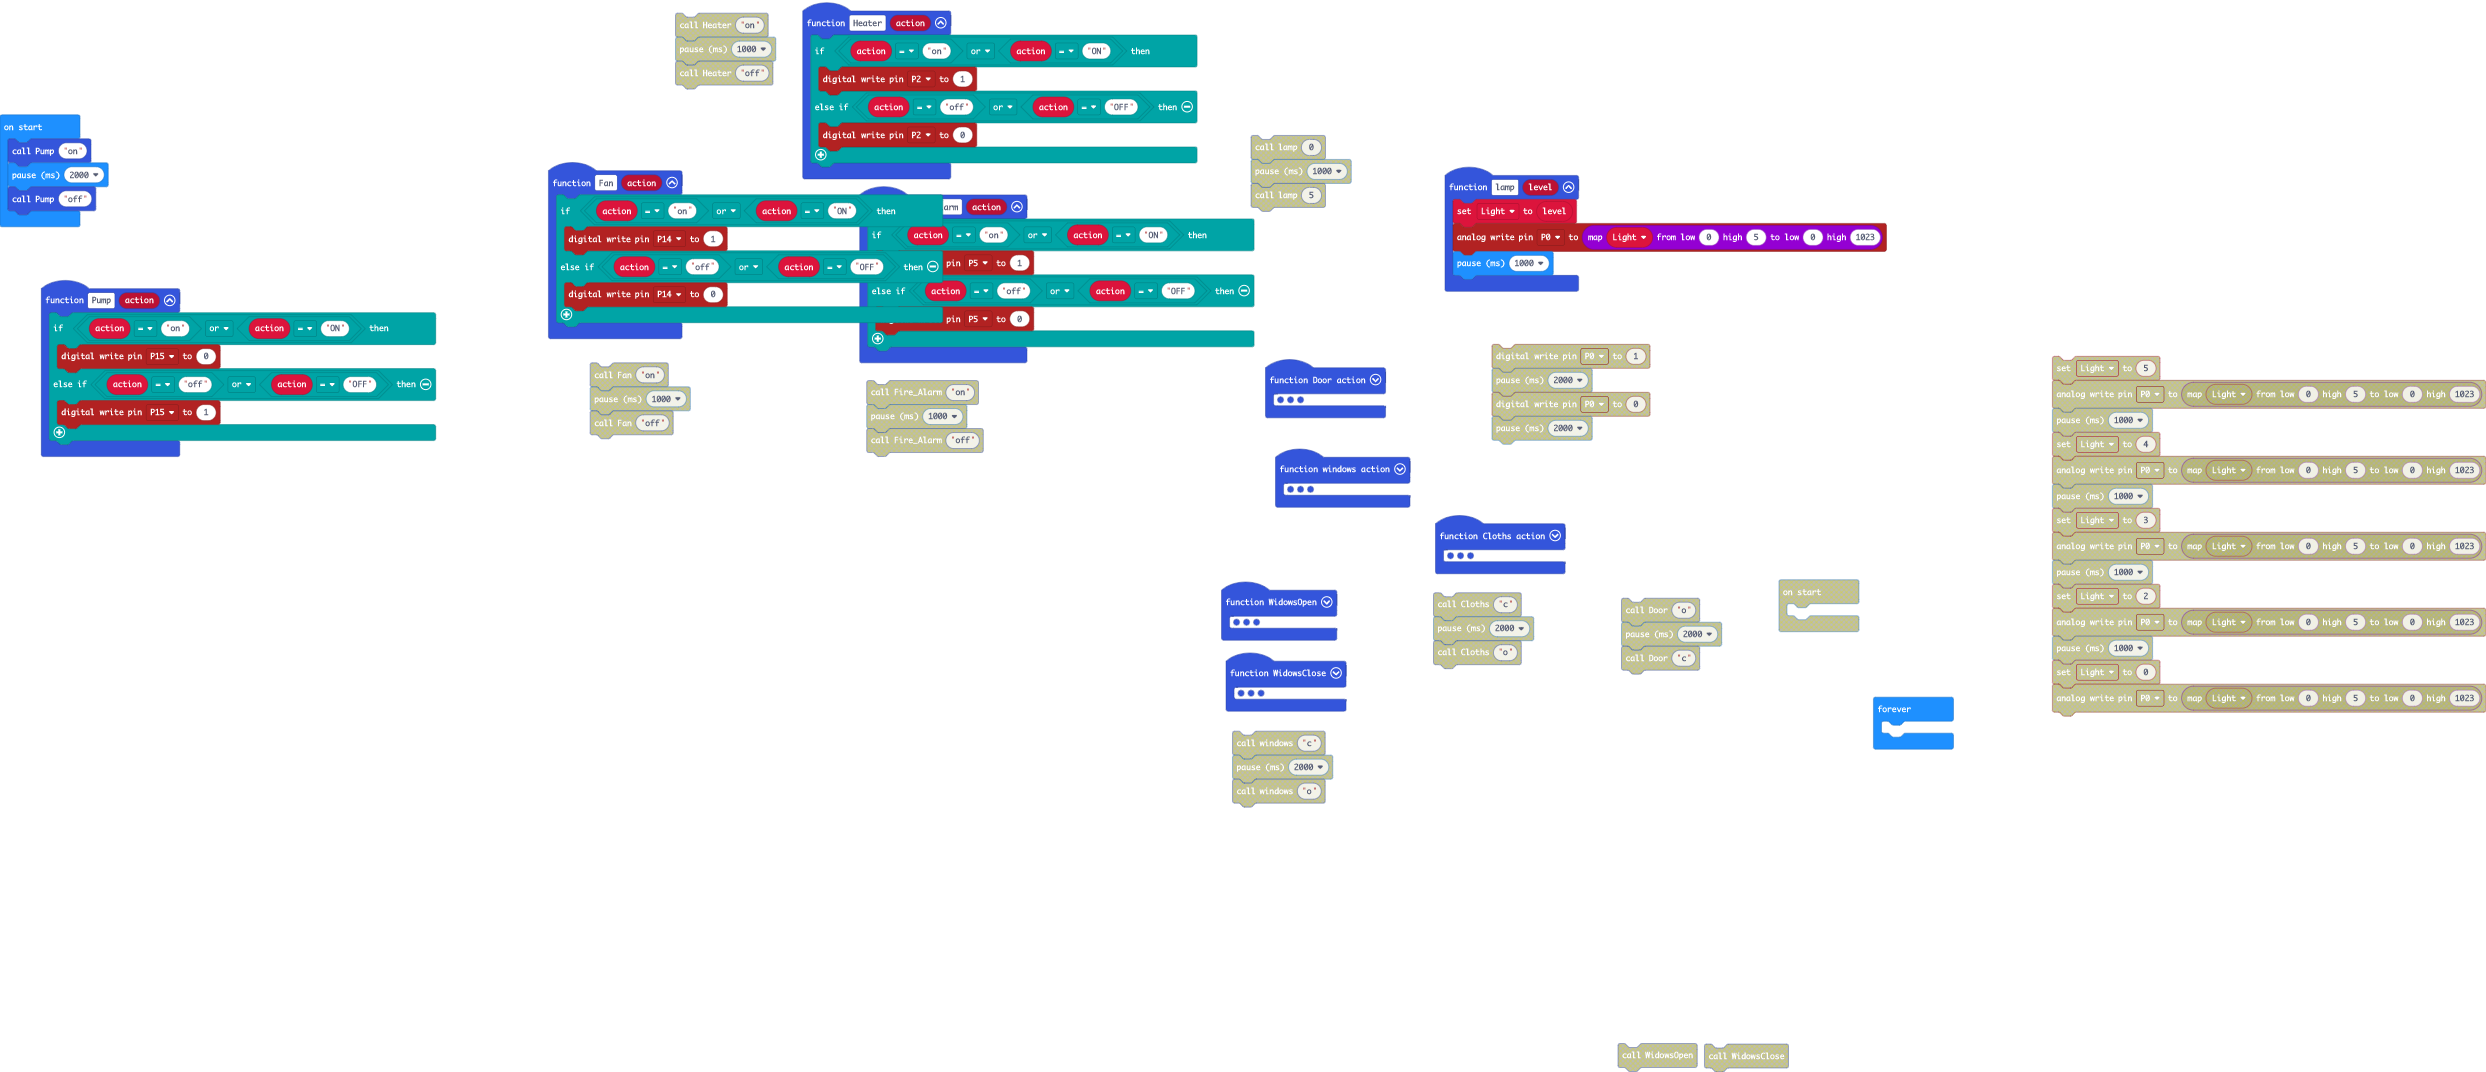 call Heater "on"
pause (ms) 1000
call Heater "off"
function Heater action
if action = "on" or action = "ON" then
digital write pin P2 to 1
else if action = "off" or action = "OFF" then
digital write pin P2 to 0
on start
call Pump "on"
pause (ms) 2000
call Pump "off"
function Pump action
if action = "on" or action = "ON" then
digital write pin P15 to 0
else if action = "off" or action = "OFF" then
digital write pin P15 to 1
function Fan action
if action = "on" or action = "ON" then
digital write pin P14 to 1
else if action = "off" or action = "OFF" then
digital write pin P14 to 0
call Fan "on"
pause (ms) 1000
call Fan "off"
arm action
if action = "on" or action = "ON" then
pin P5 to 1
else if action = "off" or action = "OFF" then
pin P5 to 0
call Fire_Alarm "on"
pause (ms) 1000
call Fire_Alarm "off"
call lamp 0
pause (ms) 1000
call lamp 5
function lamp level
set Light to level
analog write pin P0 to map Light from low 0 high 5 to low 0 high 1023
pause (ms) 1000
digital write pin P0 to 1
pause (ms) 2000
digital write pin P0 to 0
pause (ms) 2000
function Door action
function windows action
function Cloths action
function WidowsOpen
function WidowsClose
call Cloths "c"
pause (ms) 2000
call Cloths "o"
call Door "o"
pause (ms) 2000
call Door "c"
call windows "c"
pause (ms) 2000
call windows "o"
on start
forever
set Light to 5
analog write pin P0 to map Light from low 0 high 5 to low 0 high 1023
pause (ms) 1000
set Light to 4
analog write pin P0 to map Light from low 0 high 5 to low 0 high 1023
pause (ms) 1000
set Light to 3
analog write pin P0 to map Light from low 0 high 5 to low 0 high 1023
pause (ms) 1000
set Light to 2
analog write pin P0 to map Light from low 0 high 5 to low 0 high 1023
pause (ms) 1000
set Light to 0
analog write pin P0 to map Light from low 0 high 5 to low 0 high 1023
call WidowsOpen
call WidowsClose